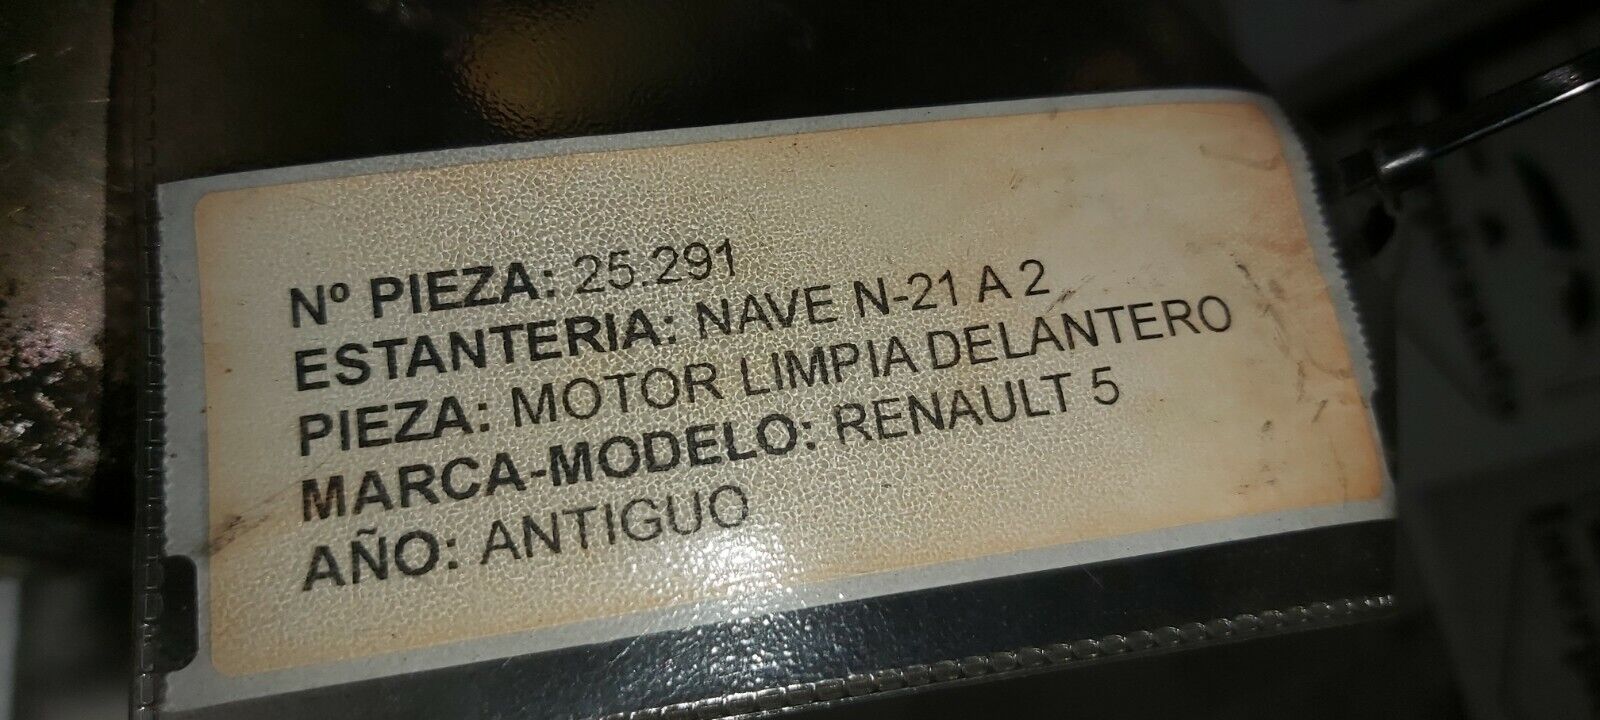 Nº PIEZA: 25.291
ESTANTERIA: NAVE N-21 A 2
PIEZA: MOTOR LIMPIA DELANTERO
MARCA-MODELO: RENAULT 5
AÑO: ANTIGUO